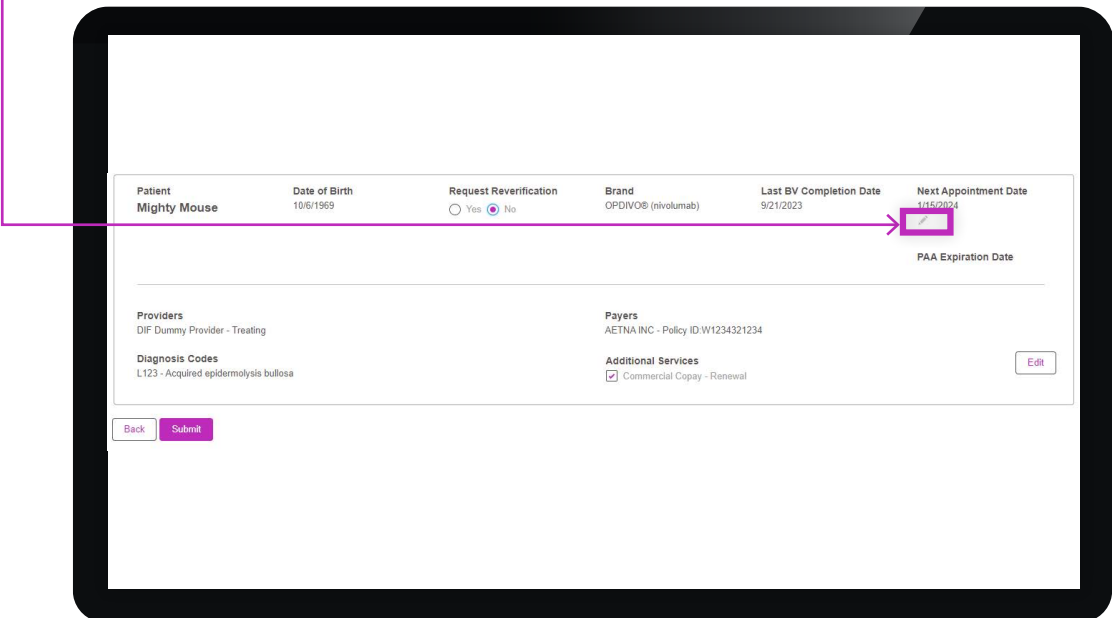 Patient
Mighty Mouse
Date of Birth
10/6/1969
Request Reverification
Yes No
Brand
OPDIVO® (nivolumab)
Last BV Completion Date
9/21/2023
Next Appointment Date
1/15/2024
PAA Expiration Date
Providers
DIF Dummy Provider - Treating
Payers
AETNA INC - Policy ID:W1234321234
Diagnosis Codes
L123 - Acquired epidermolysis bullosa
Additional Services
Commercial Copay - Renewal
Edit
Back Submit